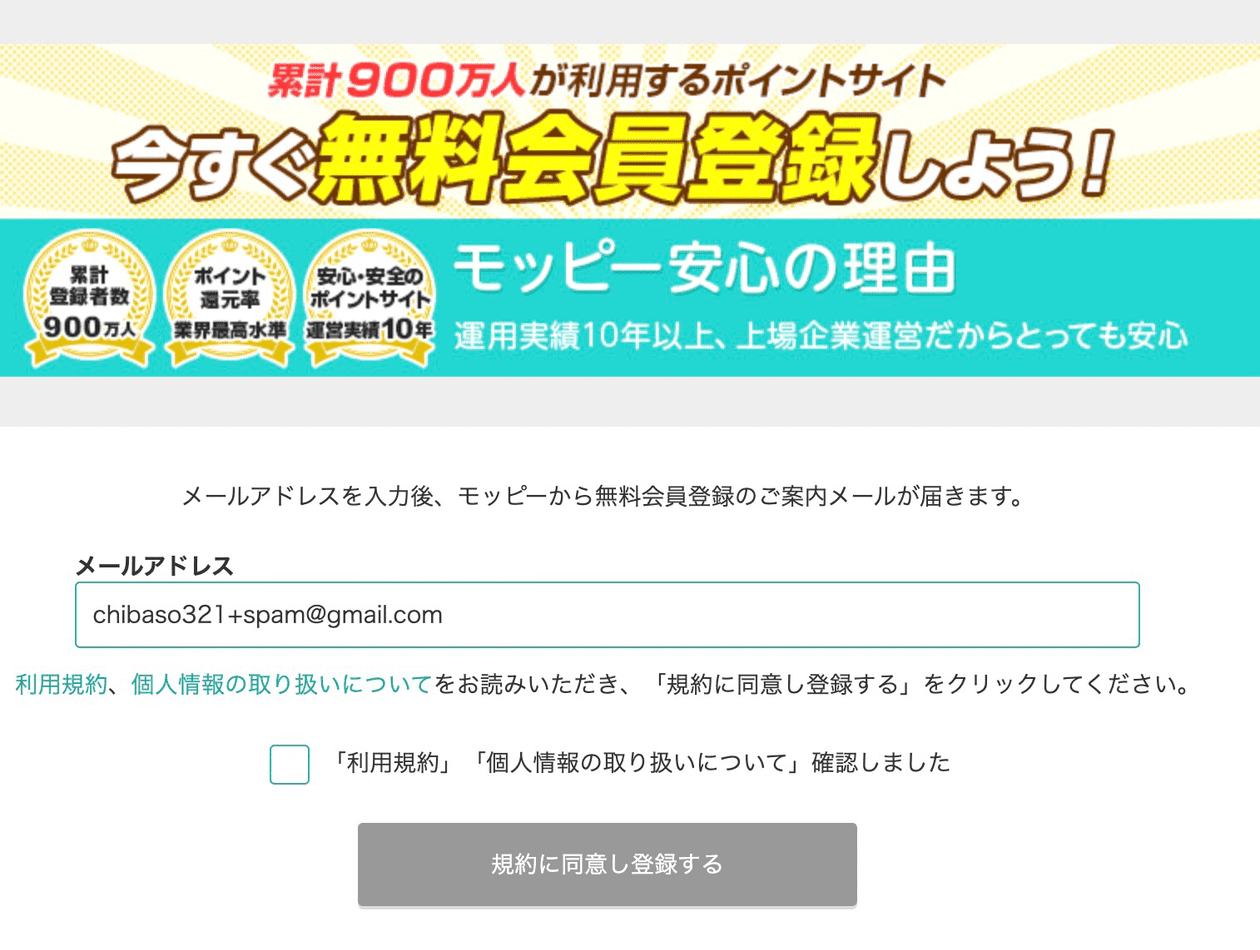 累計900万人が利用するポイントサイト
今すぐ無料会員登録しよう!
累計
登録者数
900万人
ポイント
還元率
業界最高水準
安心・安全の
ポイントサイト
運営実績10年
モッピー安心の理由
運用実績10年以上、上場企業運営だからとっても安心
メールアドレスを入力後、モッピーから無料会員登録のご案内メールが届きます。
メールアドレス
chibaso321+spam@gmail.com
利用規約、個人情報の取り扱いについてをお読みいただき、「規約に同意し登録する」をクリックしてください。
「利用規約」「個人情報の取り扱いについて」確認しました
規約に同意し登録する